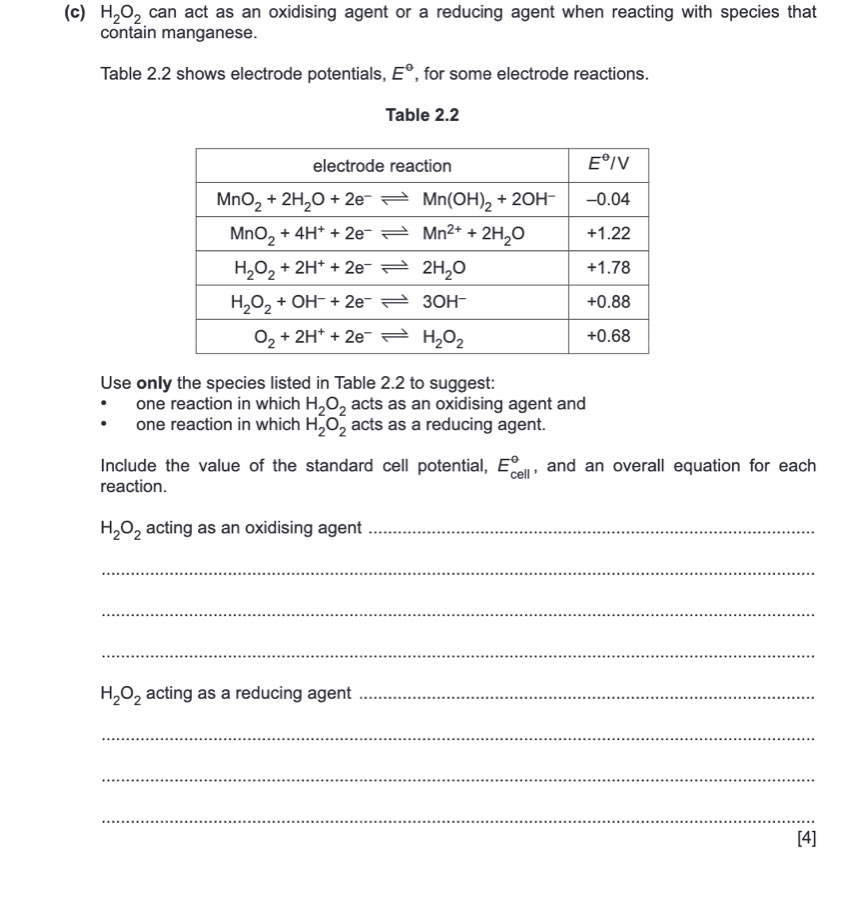 (c) H₂O₂ can act as an oxidising agent or a reducing agent when reacting with species that
contain manganese.
Table 2.2 shows electrode potentials, E⦵, for some electrode reactions.
Table 2.2
electrode reaction E⦵/V
MnO₂ + 2H₂O + 2e⁻ ⇌ Mn(OH)₂ + 2OH⁻ –0.04
MnO₂ + 4H⁺ + 2e⁻ ⇌ Mn²⁺ + 2H₂O +1.22
H₂O₂ + 2H⁺ + 2e⁻ ⇌ 2H₂O +1.78
H₂O₂ + OH⁻ + 2e⁻ ⇌ 3OH⁻ +0.88
O₂ + 2H⁺ + 2e⁻ ⇌ H₂O₂ +0.68
Use only the species listed in Table 2.2 to suggest:
• one reaction in which H₂O₂ acts as an oxidising agent and
• one reaction in which H₂O₂ acts as a reducing agent.
Include the value of the standard cell potential, E⦵cell, and an overall equation for each
reaction.
H₂O₂ acting as an oxidising agent
H₂O₂ acting as a reducing agent
[4]